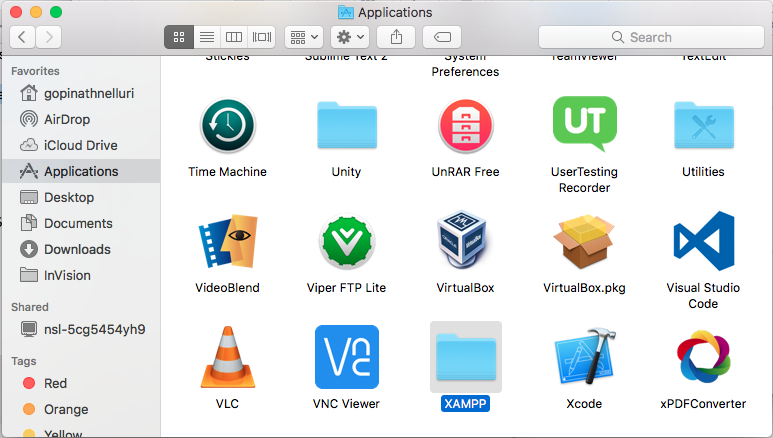 Applications
Search
Favorites
gopinathnelluri
AirDrop
iCloud Drive
Applications
Desktop
Documents
Downloads
InVision
Shared
nsl-5cg5454yh9
Tags
Red
Orange
Yellow
Stickies
Sublime Text 2
System
Preferences
TeamViewer
TextEdit
Time Machine
Unity
UnRAR Free
UT
UserTesting
Recorder
Utilities
VideoBlend
Viper FTP Lite
VirtualBox
VirtualBox.pkg
Visual Studio
Code
VLC
VNC Viewer
XAMPP
Xcode
xPDFConverter